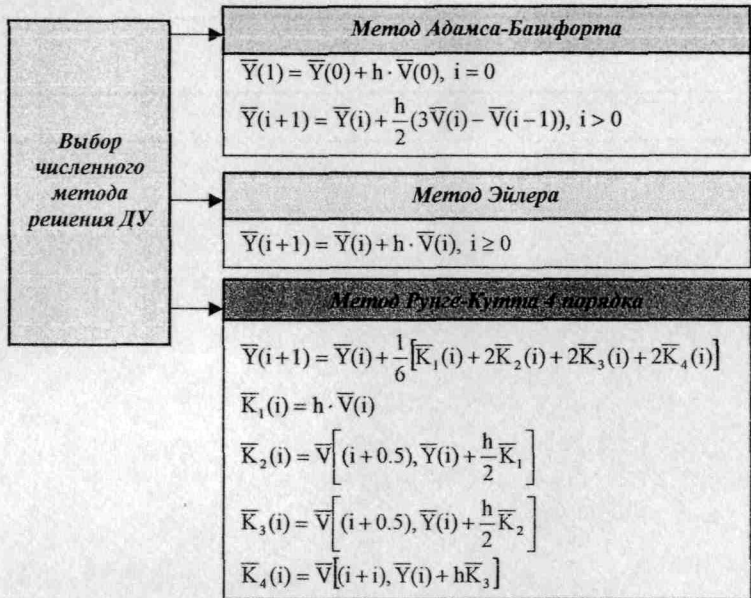 Выбор
численного
метода
решения ДУ
Метод Адамса-Башфорта
Y̅(1) = Y̅(0) + h · V̅(0), i = 0
Y̅(i+1) = Y̅(i) + h/2 (3V̅(i) − V̅(i−1)), i > 0
Метод Эйлера
Y̅(i+1) = Y̅(i) + h · V̅(i), i ≥ 0
Метод Рунге-Кутта 4 порядка
Y̅(i+1) = Y̅(i) + 1/6 [K̅₁(i) + 2K̅₂(i) + 2K̅₃(i) + 2K̅₄(i)]
K̅₁(i) = h · V̅(i)
K̅₂(i) = V̅[(i+0.5), Y̅(i) + h/2 K̅₁]
K̅₃(i) = V̅[(i+0.5), Y̅(i) + h/2 K̅₂]
K̅₄(i) = V̅[(i+i), Y̅(i) + hK̅₃]